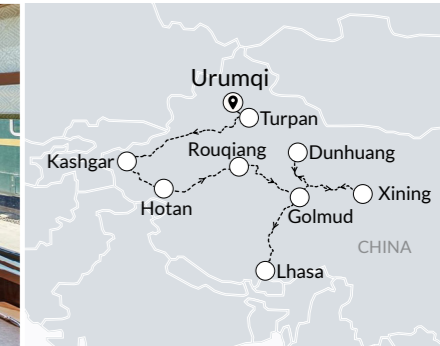 Urumqi
Turpan
Rouqiang
Dunhuang
Kashgar
Xining
Hotan
Golmud
CHINA
Lhasa